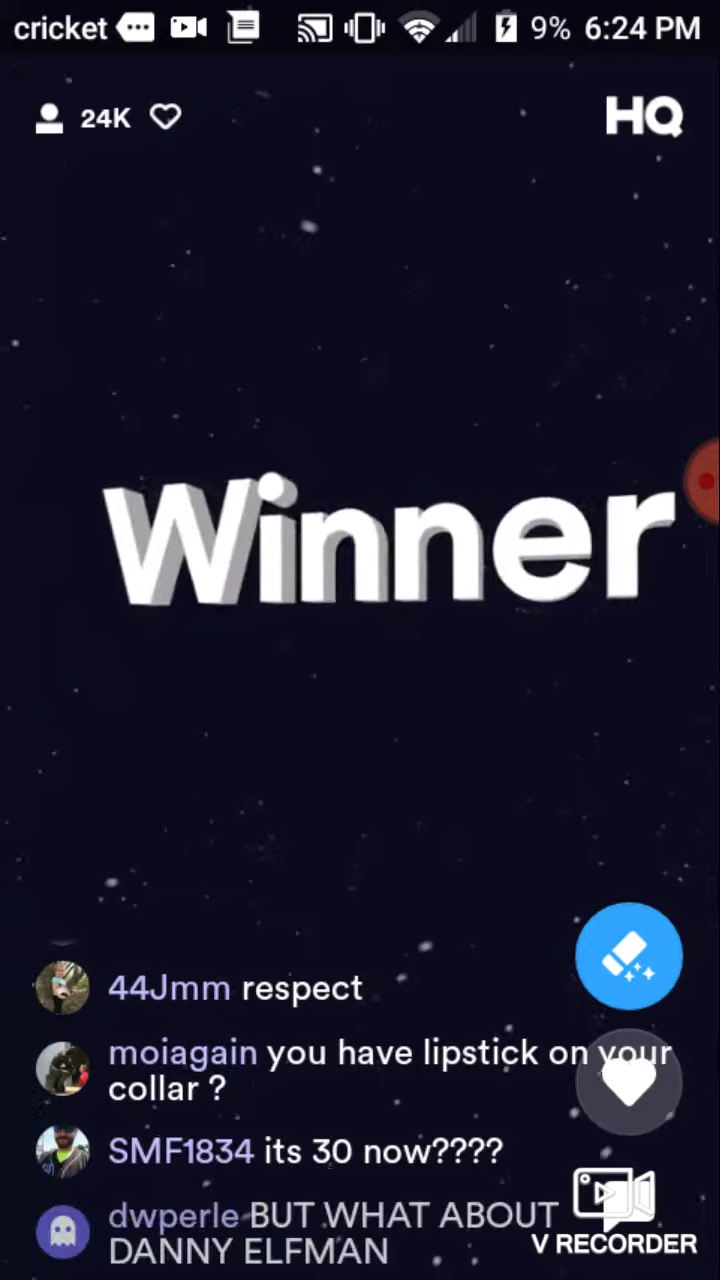 cricket 9% 6:24 PM
24K HQ
Winner
44Jmm respect
moiagain you have lipstick on your
collar ?
SMF1834 its 30 now????
dwperle BUT WHAT ABOUT
DANNY ELFMAN
V RECORDER